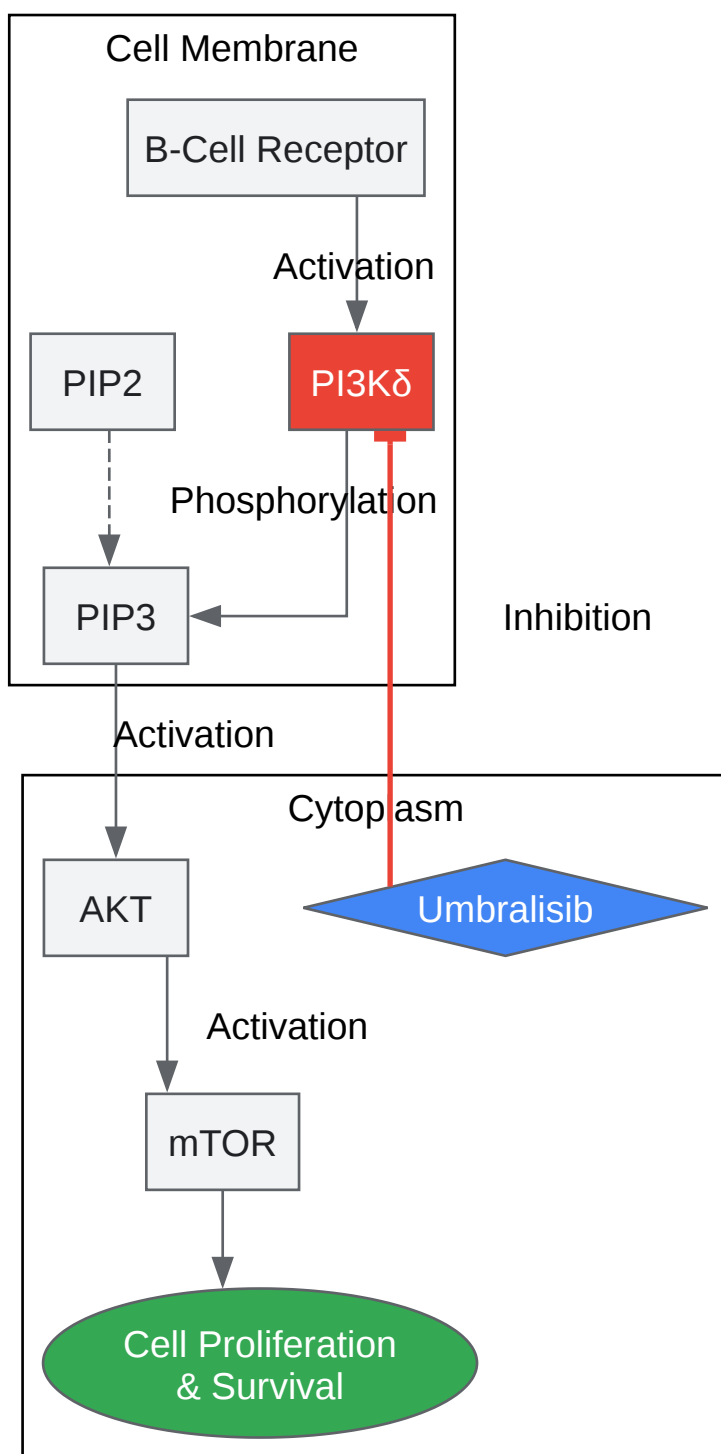 Cell Membrane
B-Cell Receptor
Activation
PIP2
PI3Kδ
Phosphorylation
PIP3
Inhibition
Activation
Cytoplasm
AKT
Umbralisib
Activation
mTOR
Cell Proliferation
& Survival